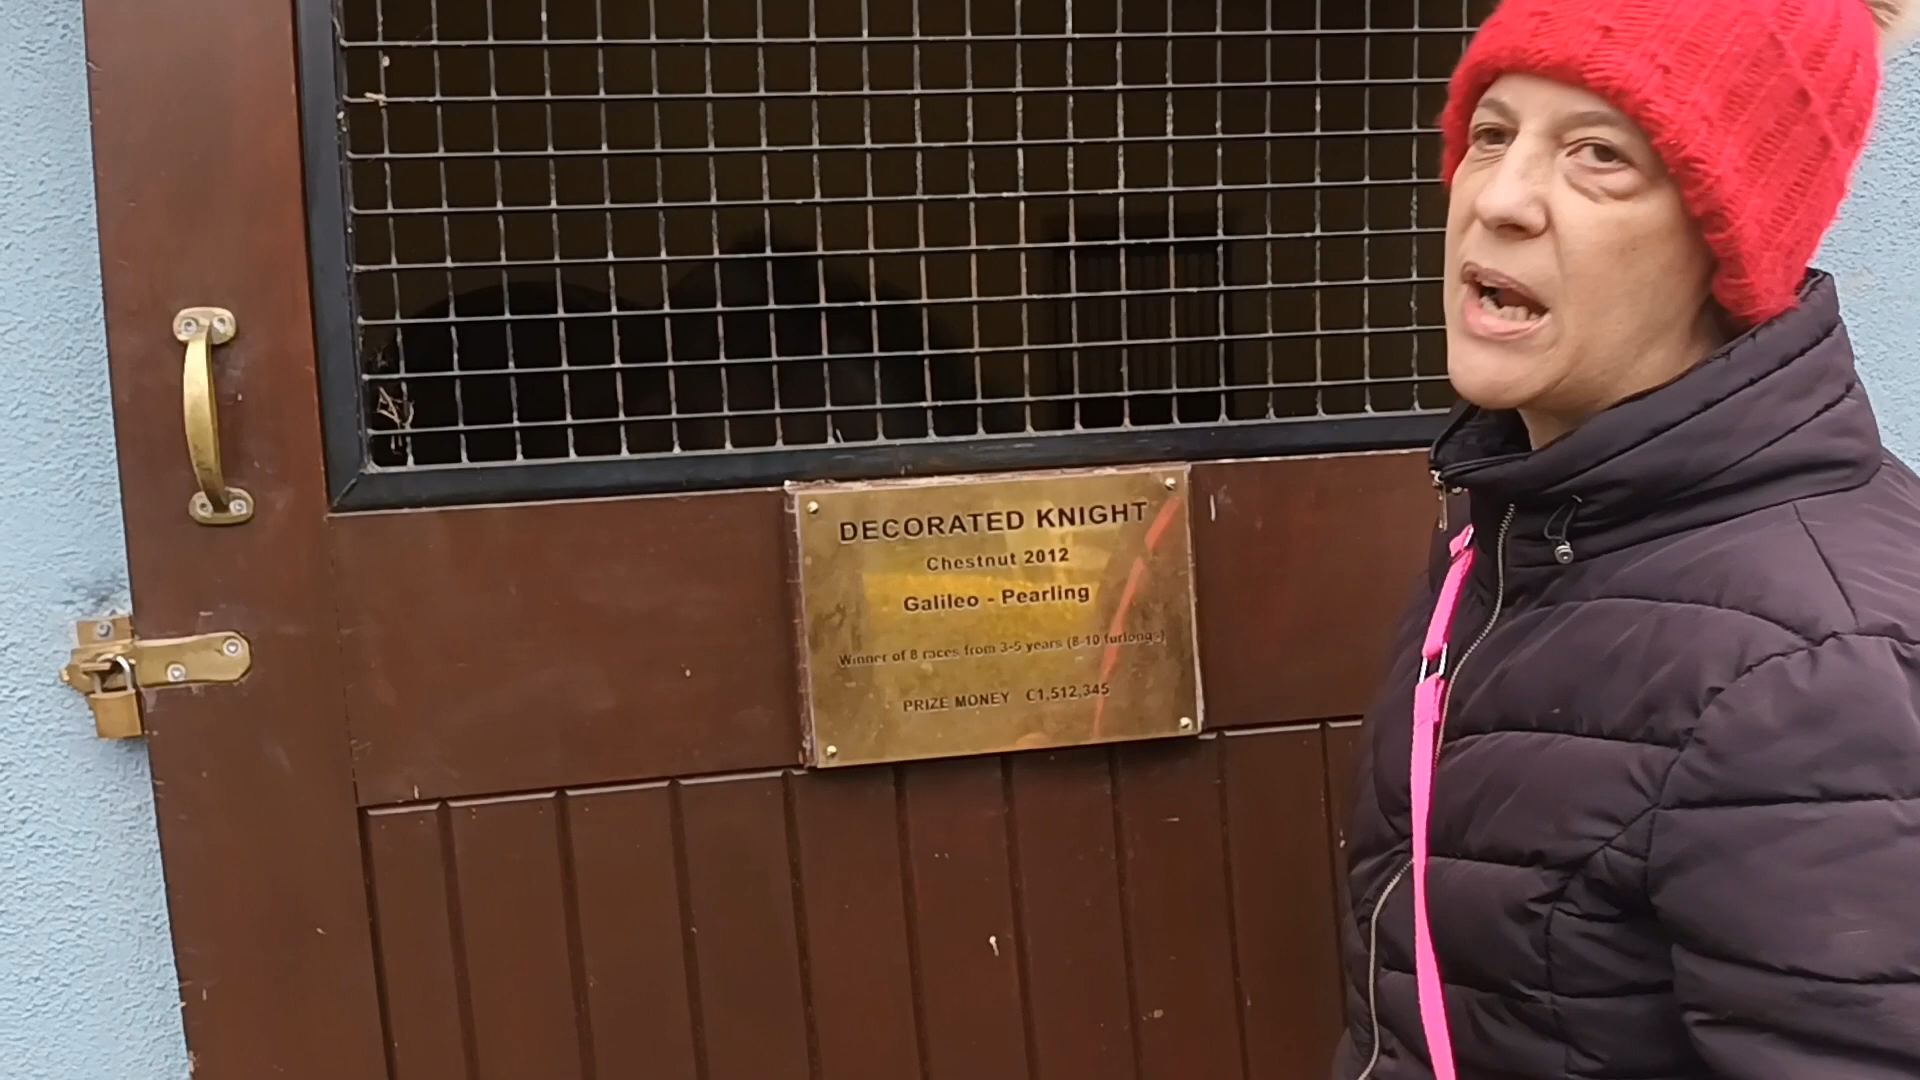 DECORATED KNIGHT
Chestnut 2012
Galileo - Pearling
Winner of 8 races from 3-5 years (8-10 furlongs)
PRIZE MONEY €1,512,345